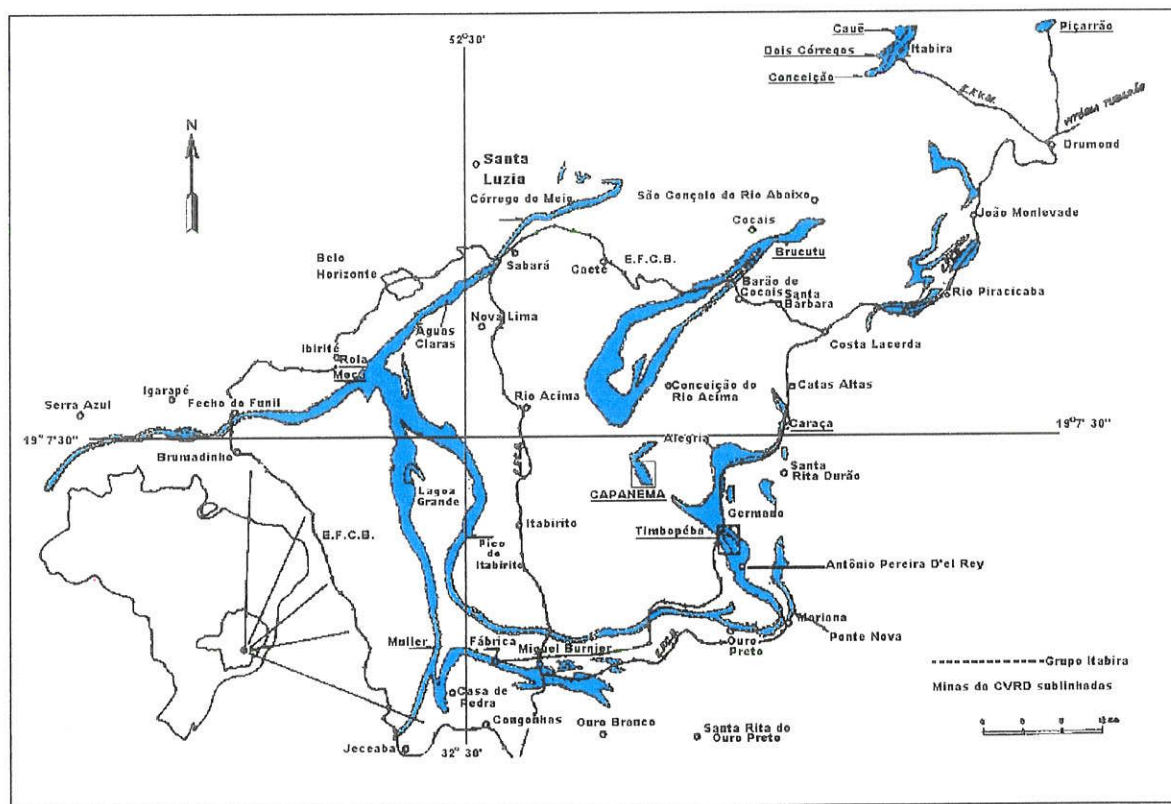 52°30'
Cauê
Piçarrão
Dois Córregos
Itabira
Conceição
E.F.V.M.
VITÓRIA TUBARÃO
Drumond
N
Santa
Luzia
São Gonçalo do Rio Abaixo
Córrego do Meio
João Monlevade
Cocais
Brucutu
Belo
Horizonte
Sabará
Caeté
E.F.C.B.
Barão de
Cocais
Santa
Bárbara
Rio Piracicaba
Nova Lima
Águas
Claras
Costa Lacerda
Ibirité
Rola
Moça
Igarapé
Conceição do
Rio Acima
Catas Altas
Serra Azul
Fecho do Funil
Rio Acima
Caraça
19°7'30"
19°7'30"
Alegria
Brumadinho
Santa
Rita Durão
Lagoa
Grande
CAPANEMA
Germano
E.F.C.B.
Itabirito
Timbopéba
Pico de
Itabirito
Antônio Pereira D'el Rey
Mariana
Ponte Nova
Muller
Fábrica
Miguel Burnier
Ouro
Preto
Grupo Itabira
Casa de
Pedra
Minas da CVRD sublinhadas
Congonhas
Ouro Branco
Santa Rita do
Ouro Preto
Jeceaba
32°30'